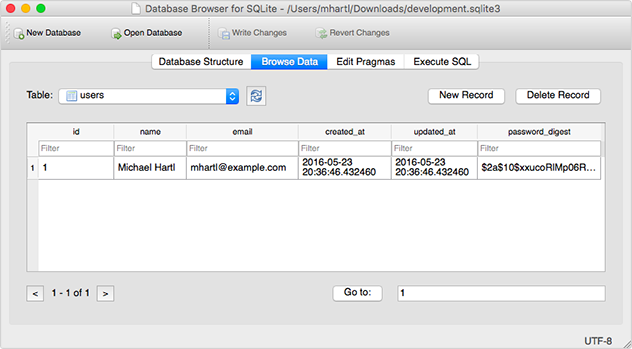 Database Browser for SQLite - /Users/mhartl/Downloads/development.sqlite3
New Database Open Database Write Changes Revert Changes
Database Structure Browse Data Edit Pragmas Execute SQL
Table: users New Record Delete Record
id name email created_at updated_at password_digest
Filter Filter Filter Filter Filter Filter
1 1 Michael Hartl mhartl@example.com 2016-05-23 20:36:46.432460 2016-05-23 20:36:46.432460 $2a$10$xxucoRlMp06R...
< 1 - 1 of 1 > Go to: 1
UTF-8